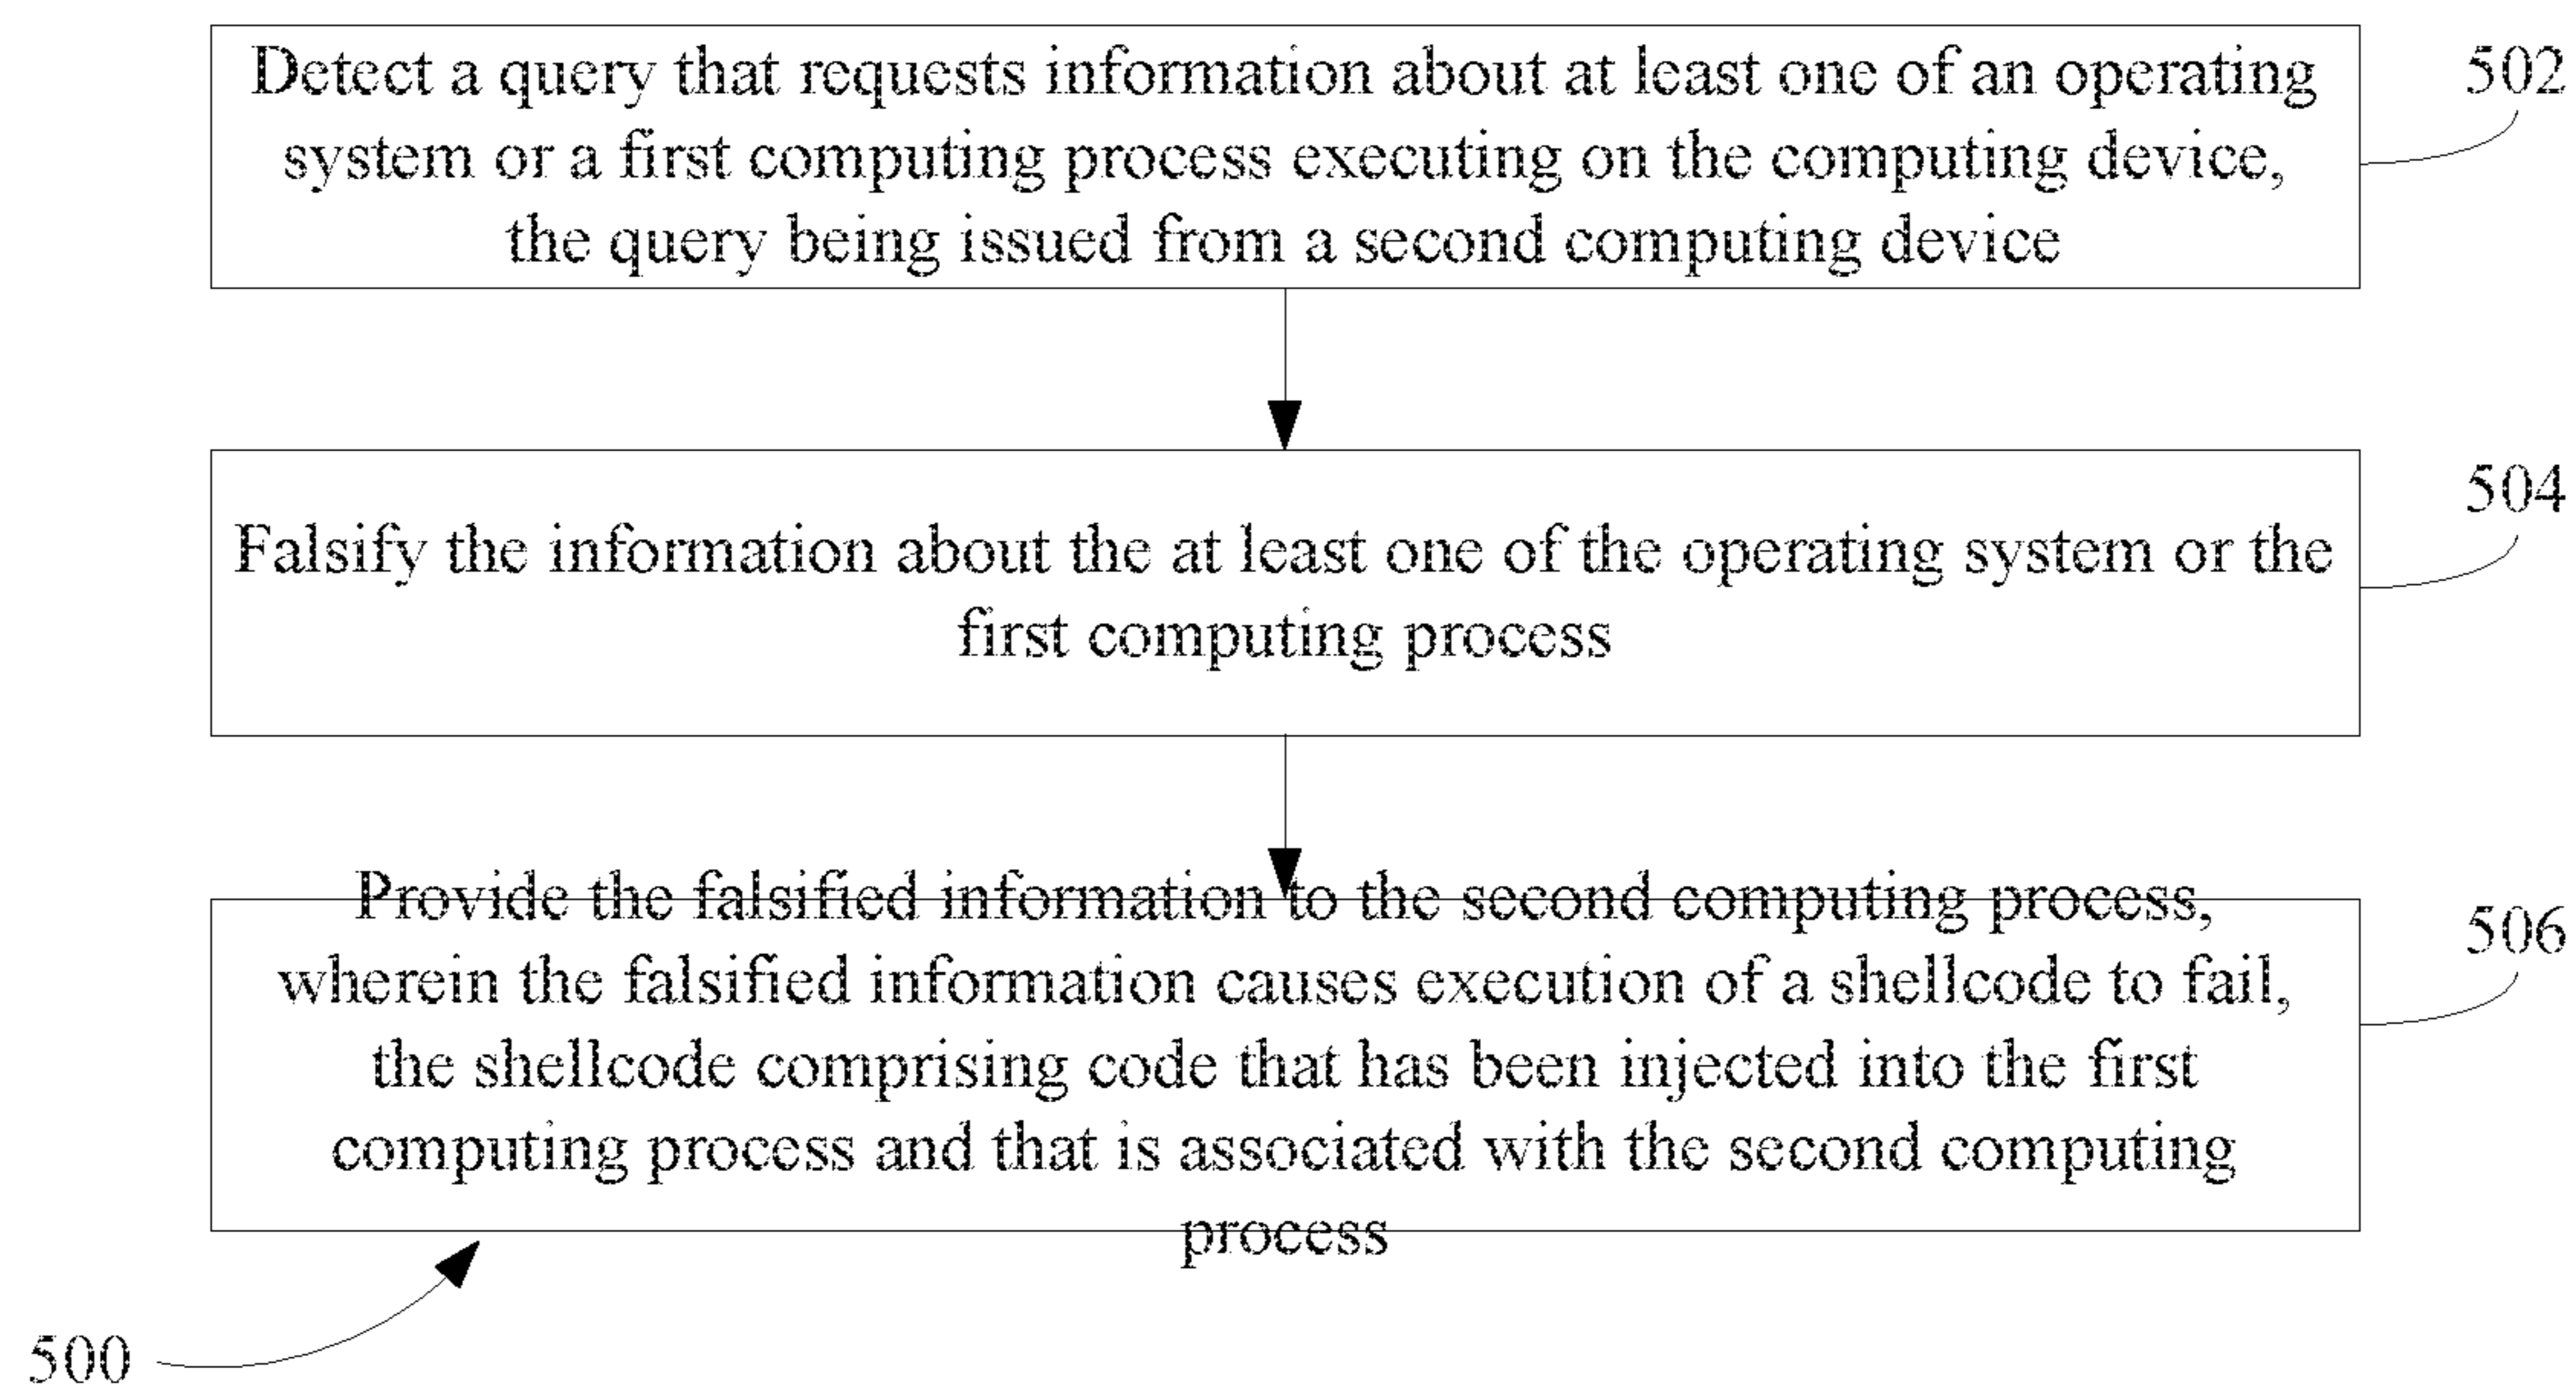 Detect a query that requests information about at least one of an operating
system or a first computing process executing on the computing device,
the query being issued from a second computing device
502
Falsify the information about the at least one of the operating system or the
first computing process
504
Provide the falsified information to the second computing process,
wherein the falsified information causes execution of a shellcode to fail,
the shellcode comprising code that has been injected into the first
computing process and that is associated with the second computing
process
506
500